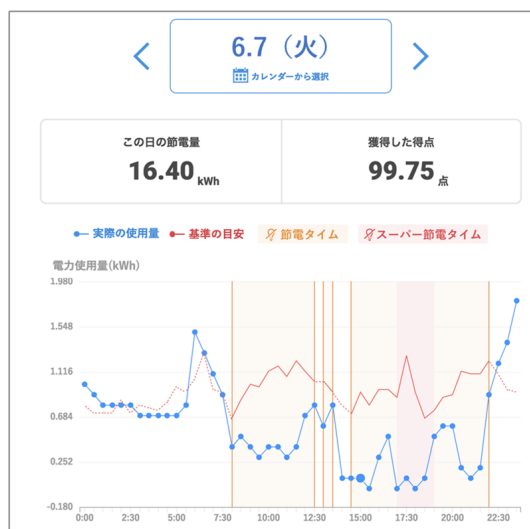 6.7（火）
カレンダーから選択
この日の節電量
16.40 kWh
獲得した得点
99.75 点
実際の使用量 基準の目安 節電タイム スーパー節電タイム
電力使用量(kWh)
1.980
1.548
1.116
0.684
0.252
-0.180
0:00 2:30 5:00 7:30 10:00 12:30 15:00 17:30 20:00 22:30